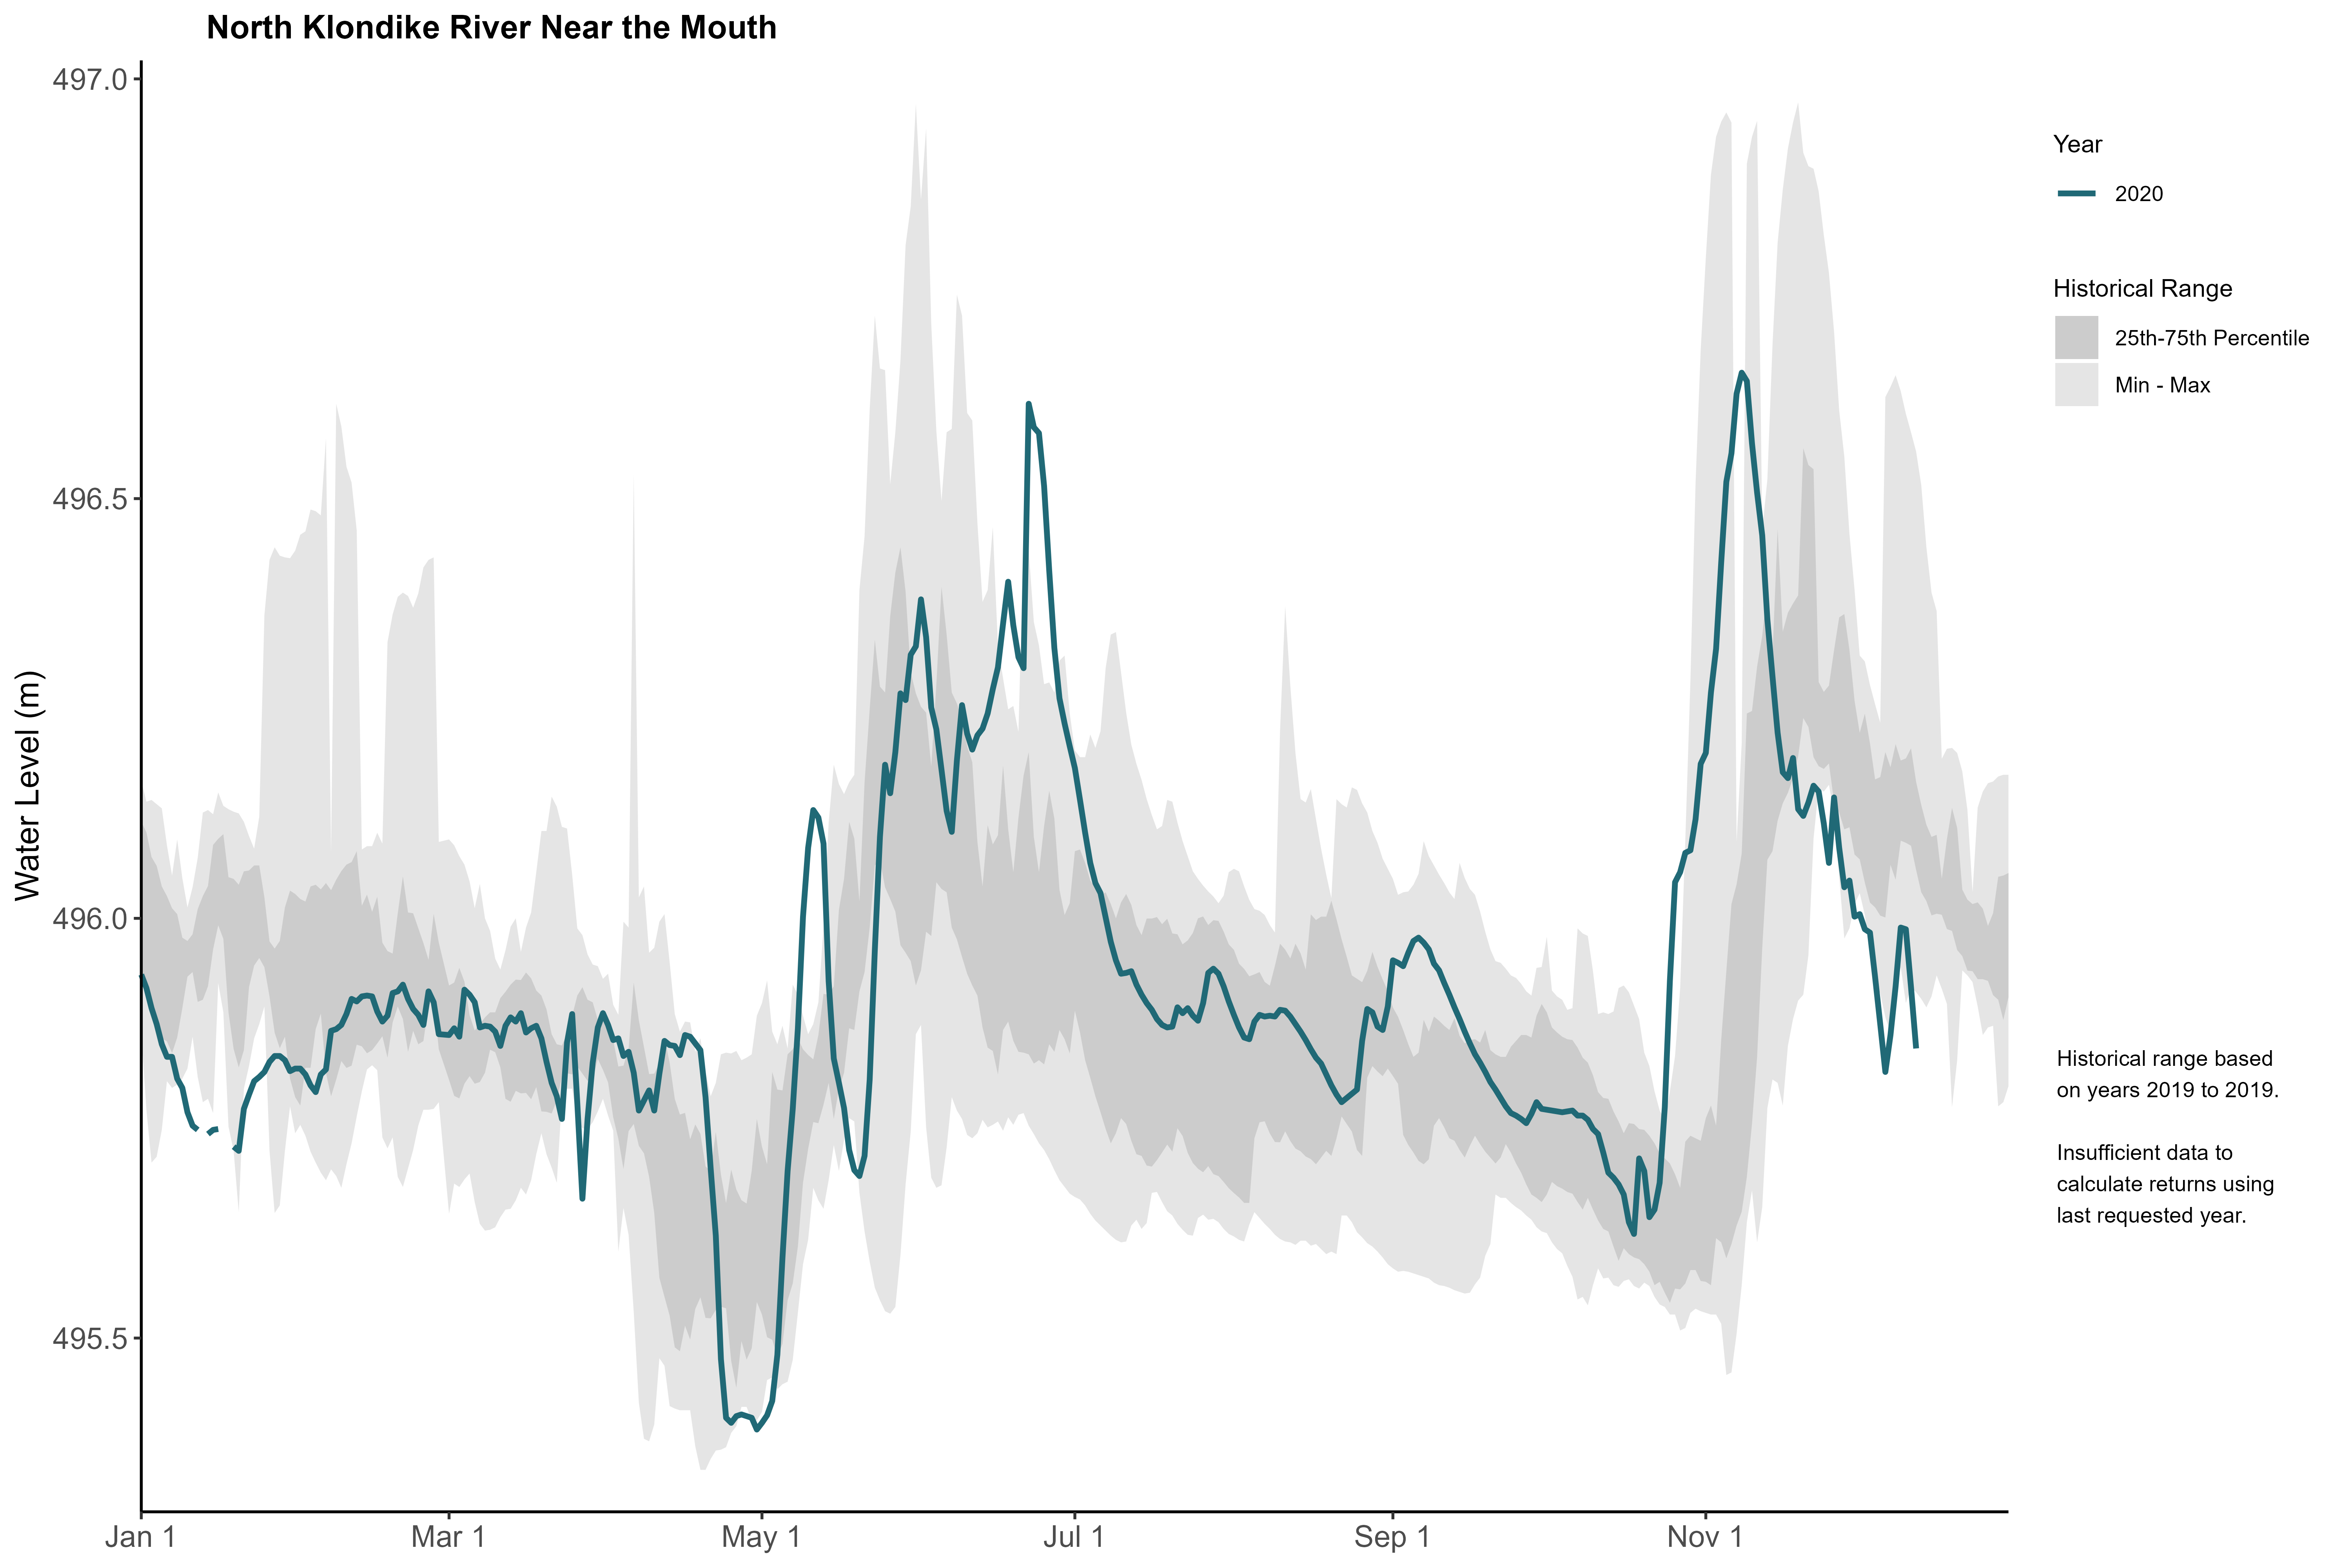 North Klondike River Near the Mouth
Water Level (m)
497.0
496.5
496.0
495.5
Jan 1
Mar 1
May 1
Jul 1
Sep 1
Nov 1
Year
2020
Historical Range
25th-75th Percentile
Min - Max
Historical range based
on years 2019 to 2019.
Insufficient data to
calculate returns using
last requested year.